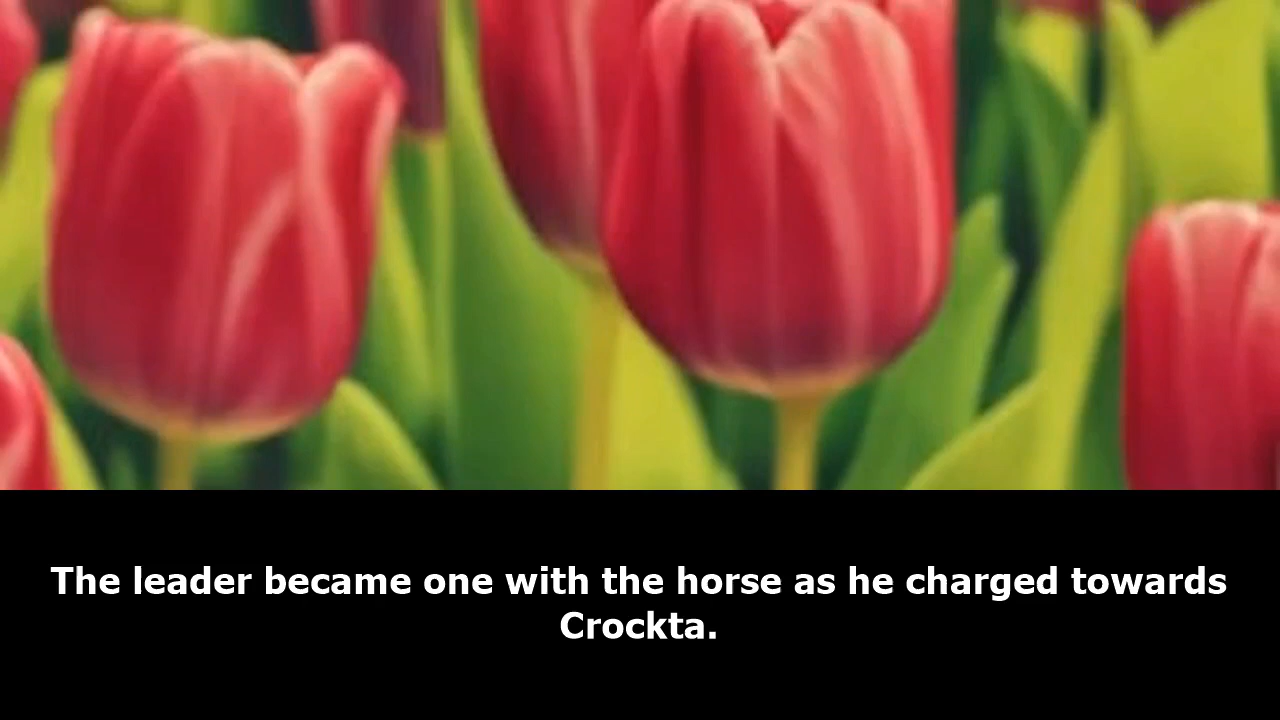 The leader became one with the horse as he charged towards
Crockta.